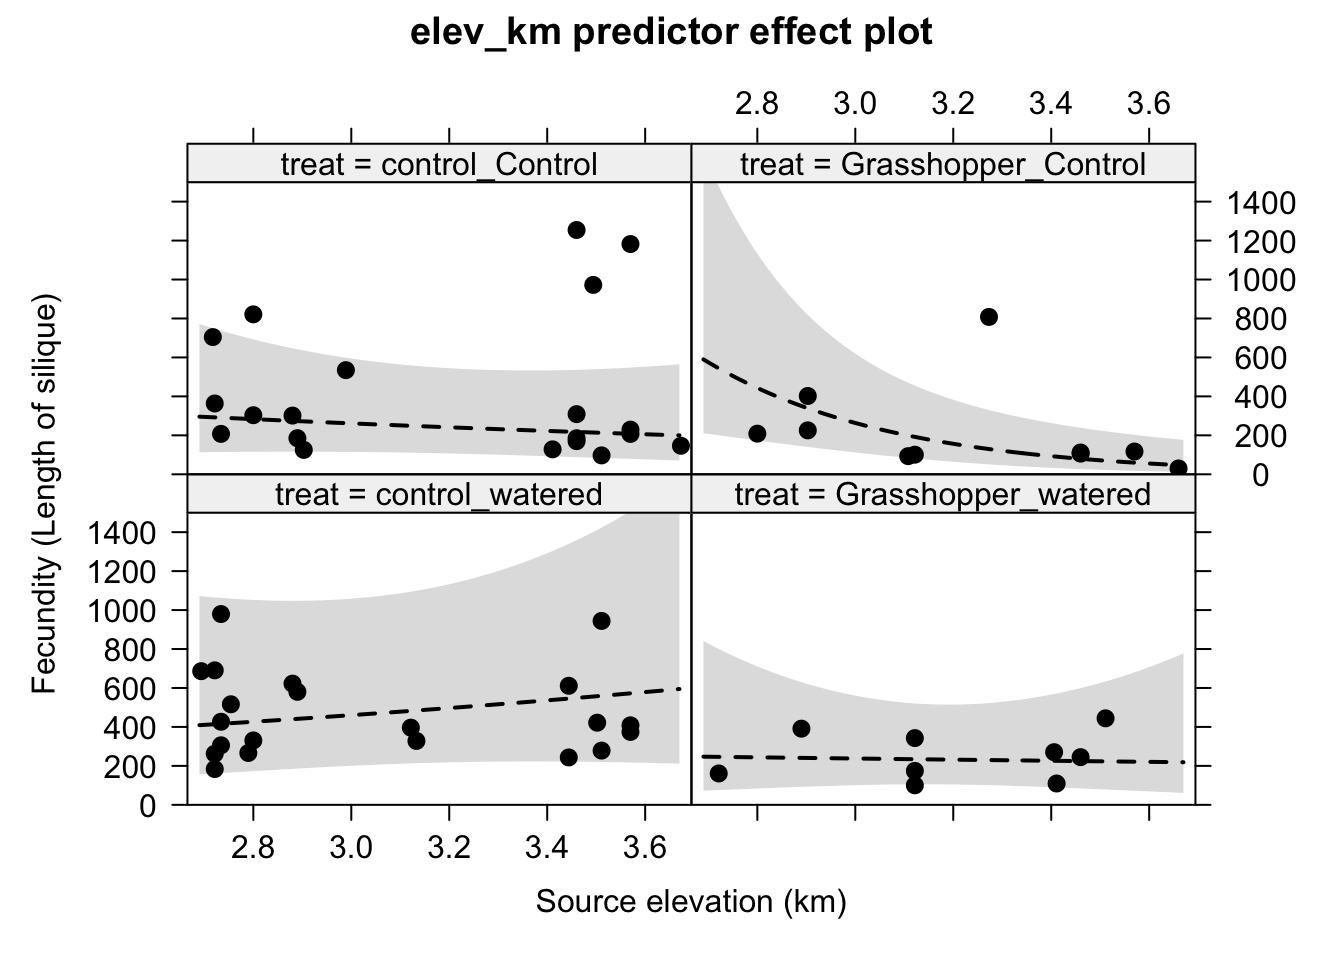 elev_km predictor effect plot
2.8 3.0 3.2 3.4 3.6
treat = control_Control
treat = Grasshopper_Control
1400
1200
1000
800
600
400
200
0
treat = control_watered
treat = Grasshopper_watered
1400
1200
1000
800
600
400
200
0
2.8 3.0 3.2 3.4 3.6
Fecundity (Length of silique)
Source elevation (km)